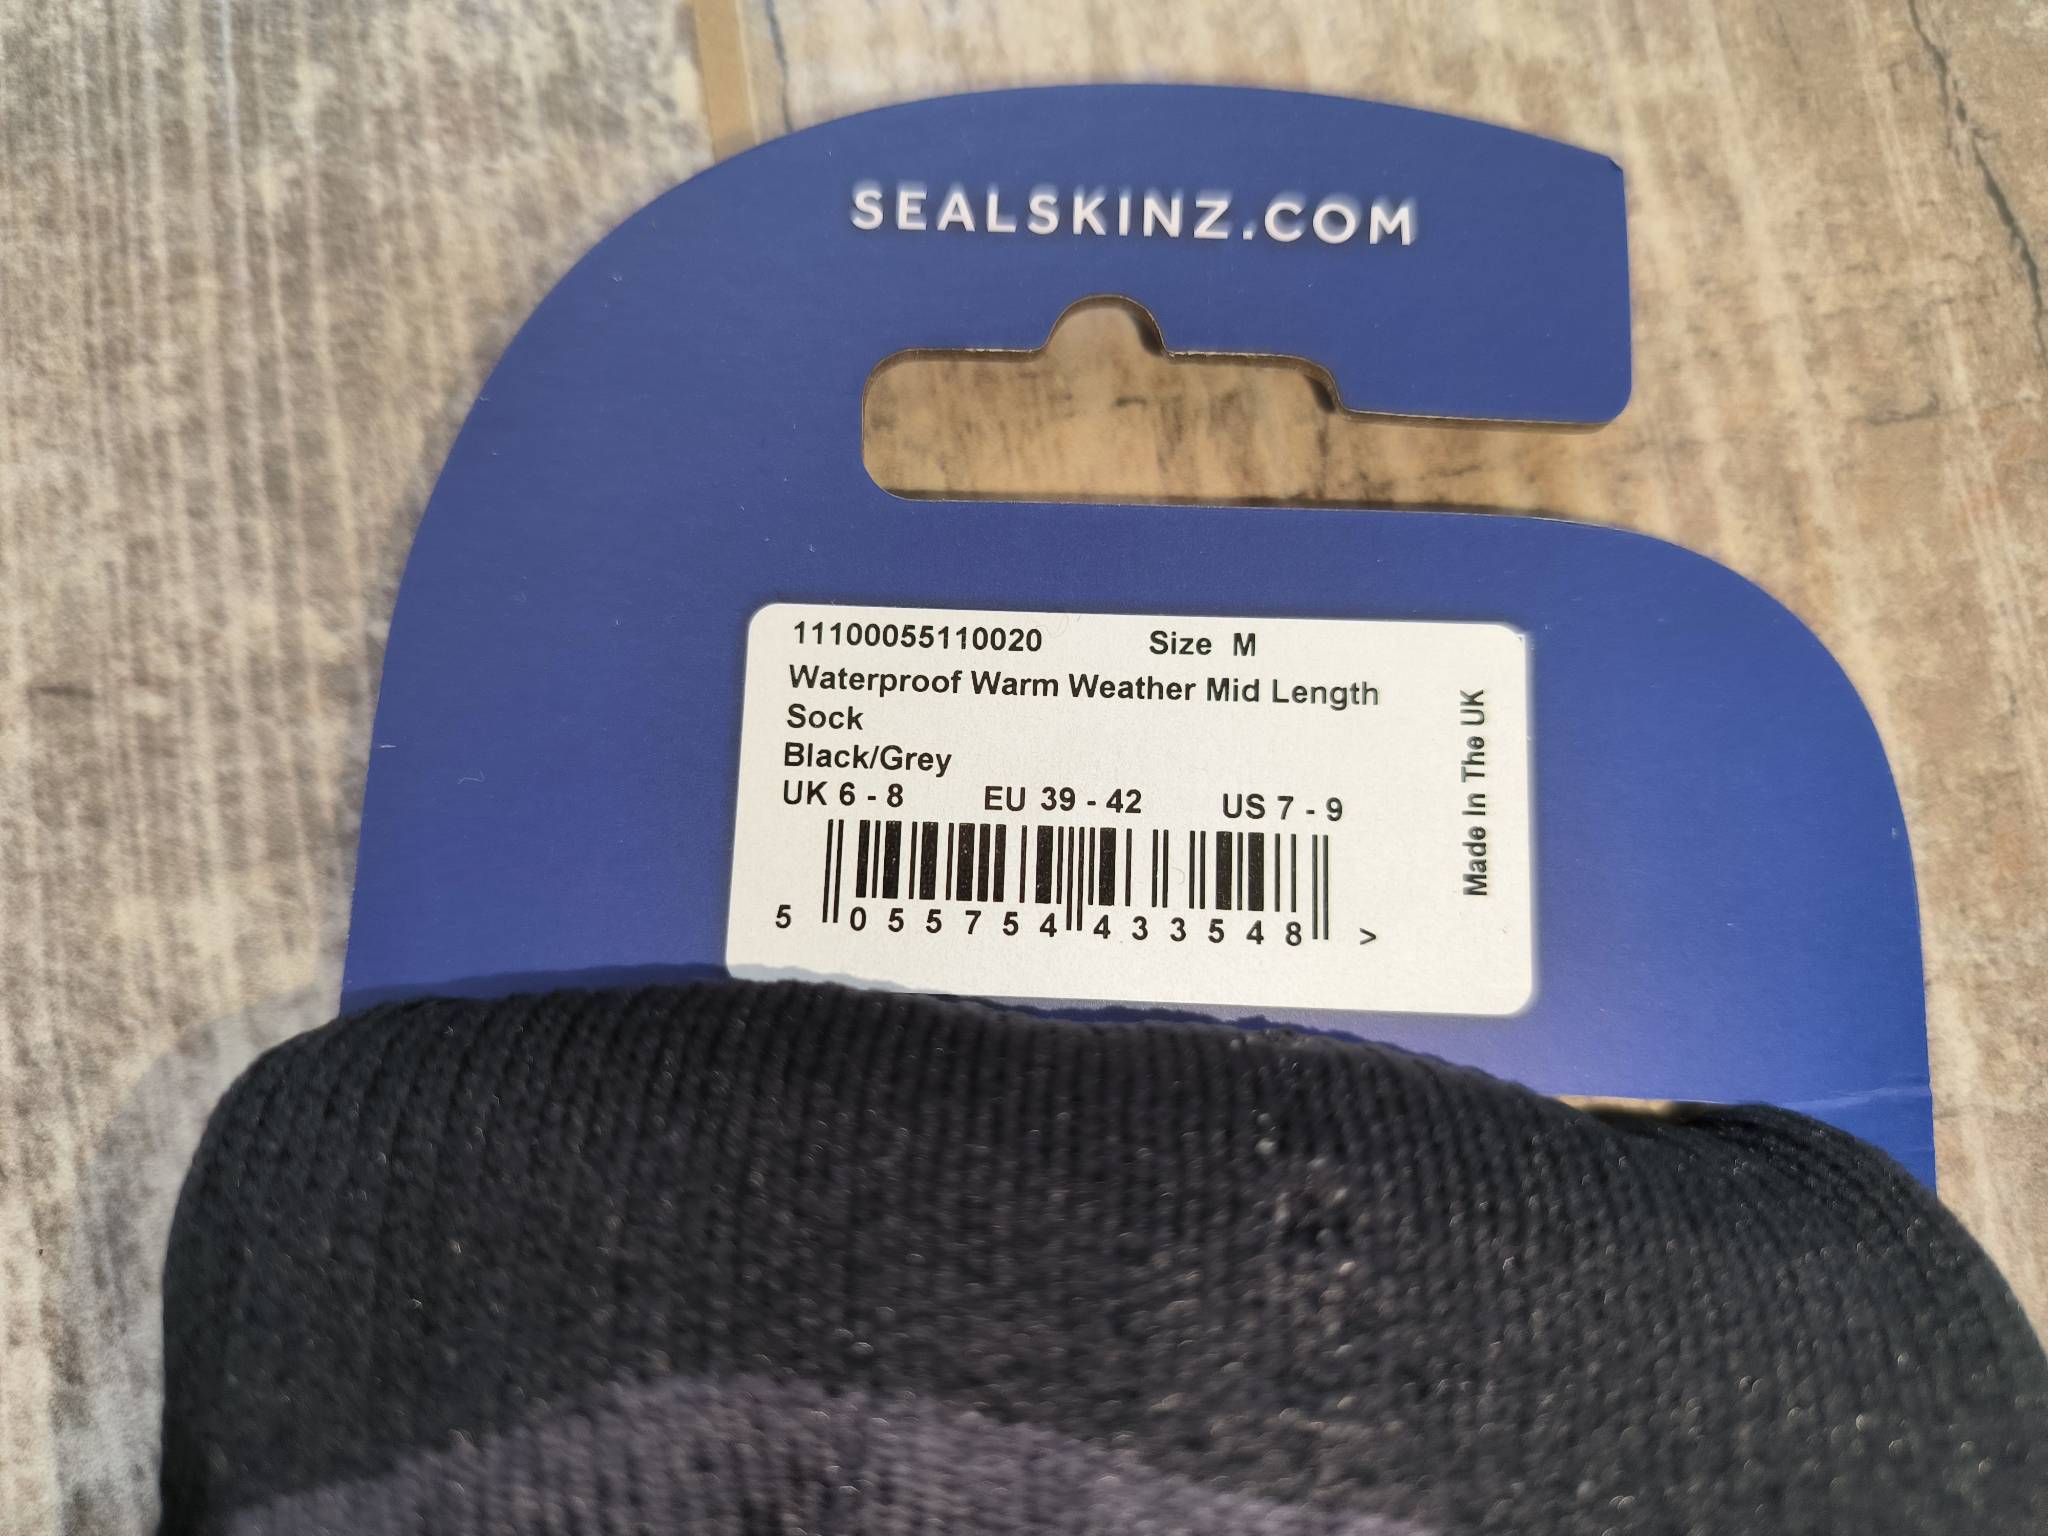 SEALSKINZ.COM
11100055110020 Size M
Waterproof Warm Weather Mid Length
Sock
Black/Grey
UK 6 - 8 EU 39 - 42 US 7 - 9
5 055754 433548 >
Made In The UK